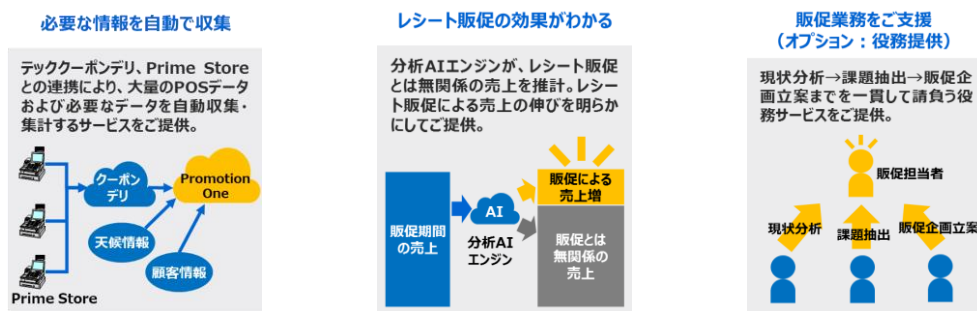 必要な情報を自動で収集
テッククーポンデリ、Prime Store
との連携により、大量のPOSデータ
および必要なデータを自動収集・
集計するサービスをご提供。
クーポン
デリ
Promotion
One
天候情報
顧客情報
Prime Store
レシート販促の効果がわかる
分析AIエンジンが、レシート販促
とは無関係の売上を推計。レシー
ト販促による売上の伸びを明らか
にしてご提供。
販促期間
の売上
AI
分析AI
エンジン
販促による
売上増
販促とは
無関係の
売上
販促業務をご支援
（オプション：役務提供）
現状分析→課題抽出→販促企
画立案までを一貫して請負う役
務サービスをご提供。
販促担当者
現状分析
課題抽出
販促企画立案